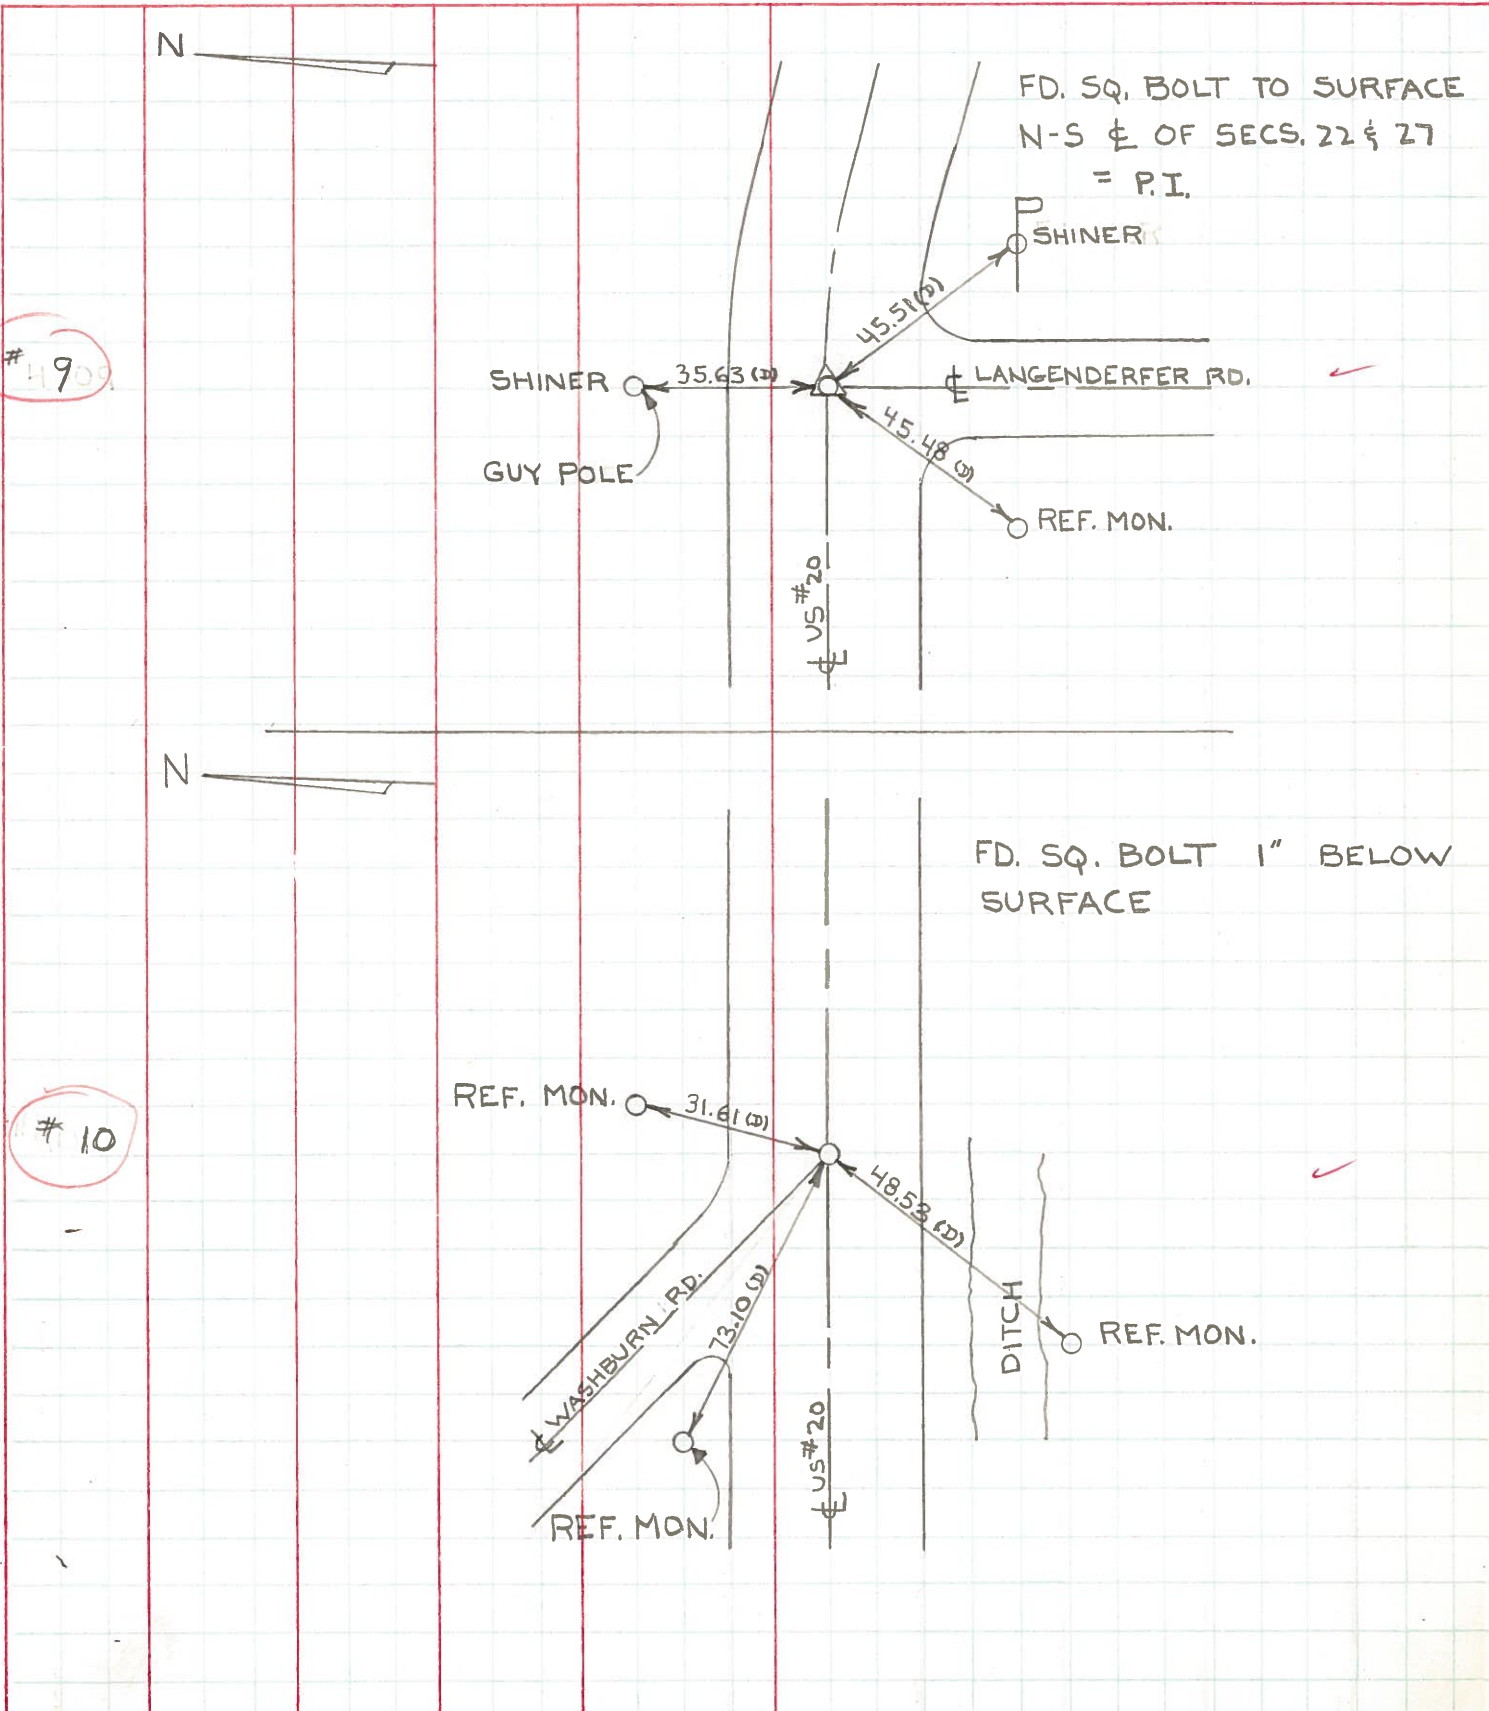 N
FD. SQ. BOLT TO SURFACE
N-S ℄ OF SECS. 22 & 27
= P.I.
P
SHINER
45.51 (D)
# 9
SHINER
35.63 (D)
℄ LANGENDERFER RD.
GUY POLE
45.48 (D)
REF. MON.
℄ US #20
N
FD. SQ. BOLT 1" BELOW
SURFACE
REF. MON.
31.61 (D)
# 10
48.53 (D)
℄ WASHBURN RD.
73.10 (D)
DITCH
REF. MON.
℄ US #20
REF. MON.